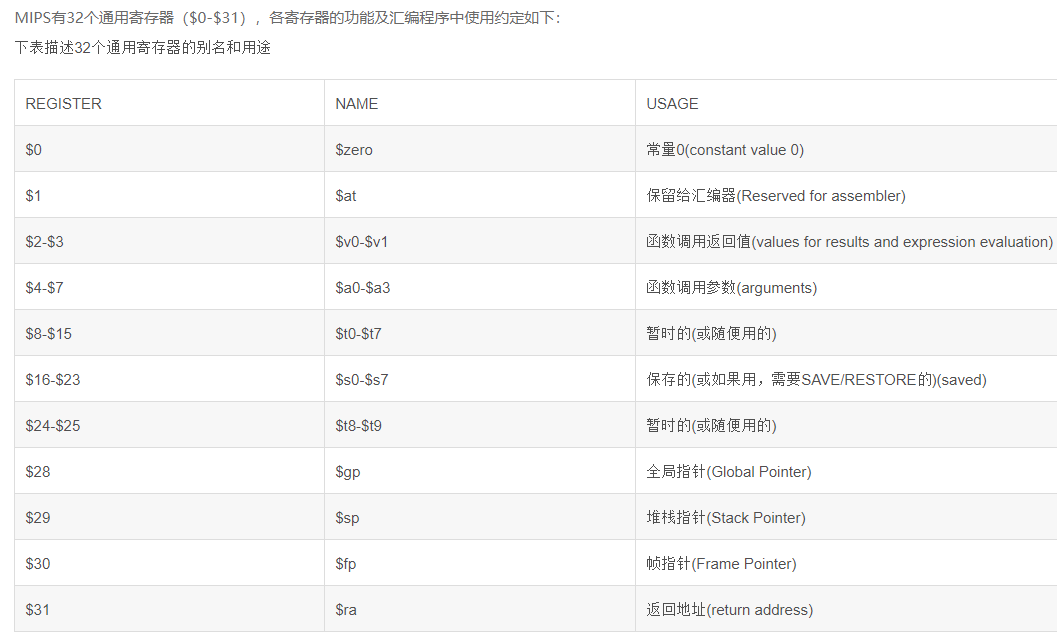 MIPS有32个通用寄存器（$0-$31），各寄存器的功能及汇编程序中使用约定如下：
下表描述32个通用寄存器的别名和用途
REGISTER NAME USAGE
$0 $zero 常量0(constant value 0)
$1 $at 保留给汇编器(Reserved for assembler)
$2-$3 $v0-$v1 函数调用返回值(values for results and expression evaluation)
$4-$7 $a0-$a3 函数调用参数(arguments)
$8-$15 $t0-$t7 暂时的(或随便用的)
$16-$23 $s0-$s7 保存的(或如果用，需要SAVE/RESTORE的)(saved)
$24-$25 $t8-$t9 暂时的(或随便用的)
$28 $gp 全局指针(Global Pointer)
$29 $sp 堆栈指针(Stack Pointer)
$30 $fp 帧指针(Frame Pointer)
$31 $ra 返回地址(return address)